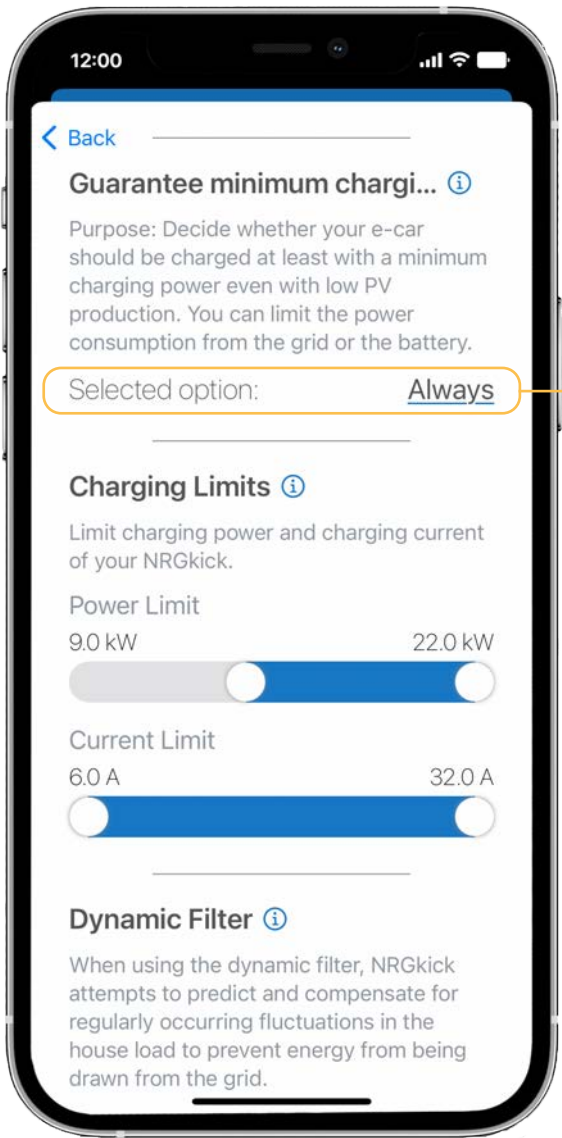 12:00
Back
Guarantee minimum chargi...
Purpose: Decide whether your e-car
should be charged at least with a minimum
charging power even with low PV
production. You can limit the power
consumption from the grid or the battery.
Selected option: Always
Charging Limits
Limit charging power and charging current
of your NRGkick.
Power Limit
9.0 kW 22.0 kW
Current Limit
6.0 A 32.0 A
Dynamic Filter
When using the dynamic filter, NRGkick
attempts to predict and compensate for
regularly occurring fluctuations in the
house load to prevent energy from being
drawn from the grid.